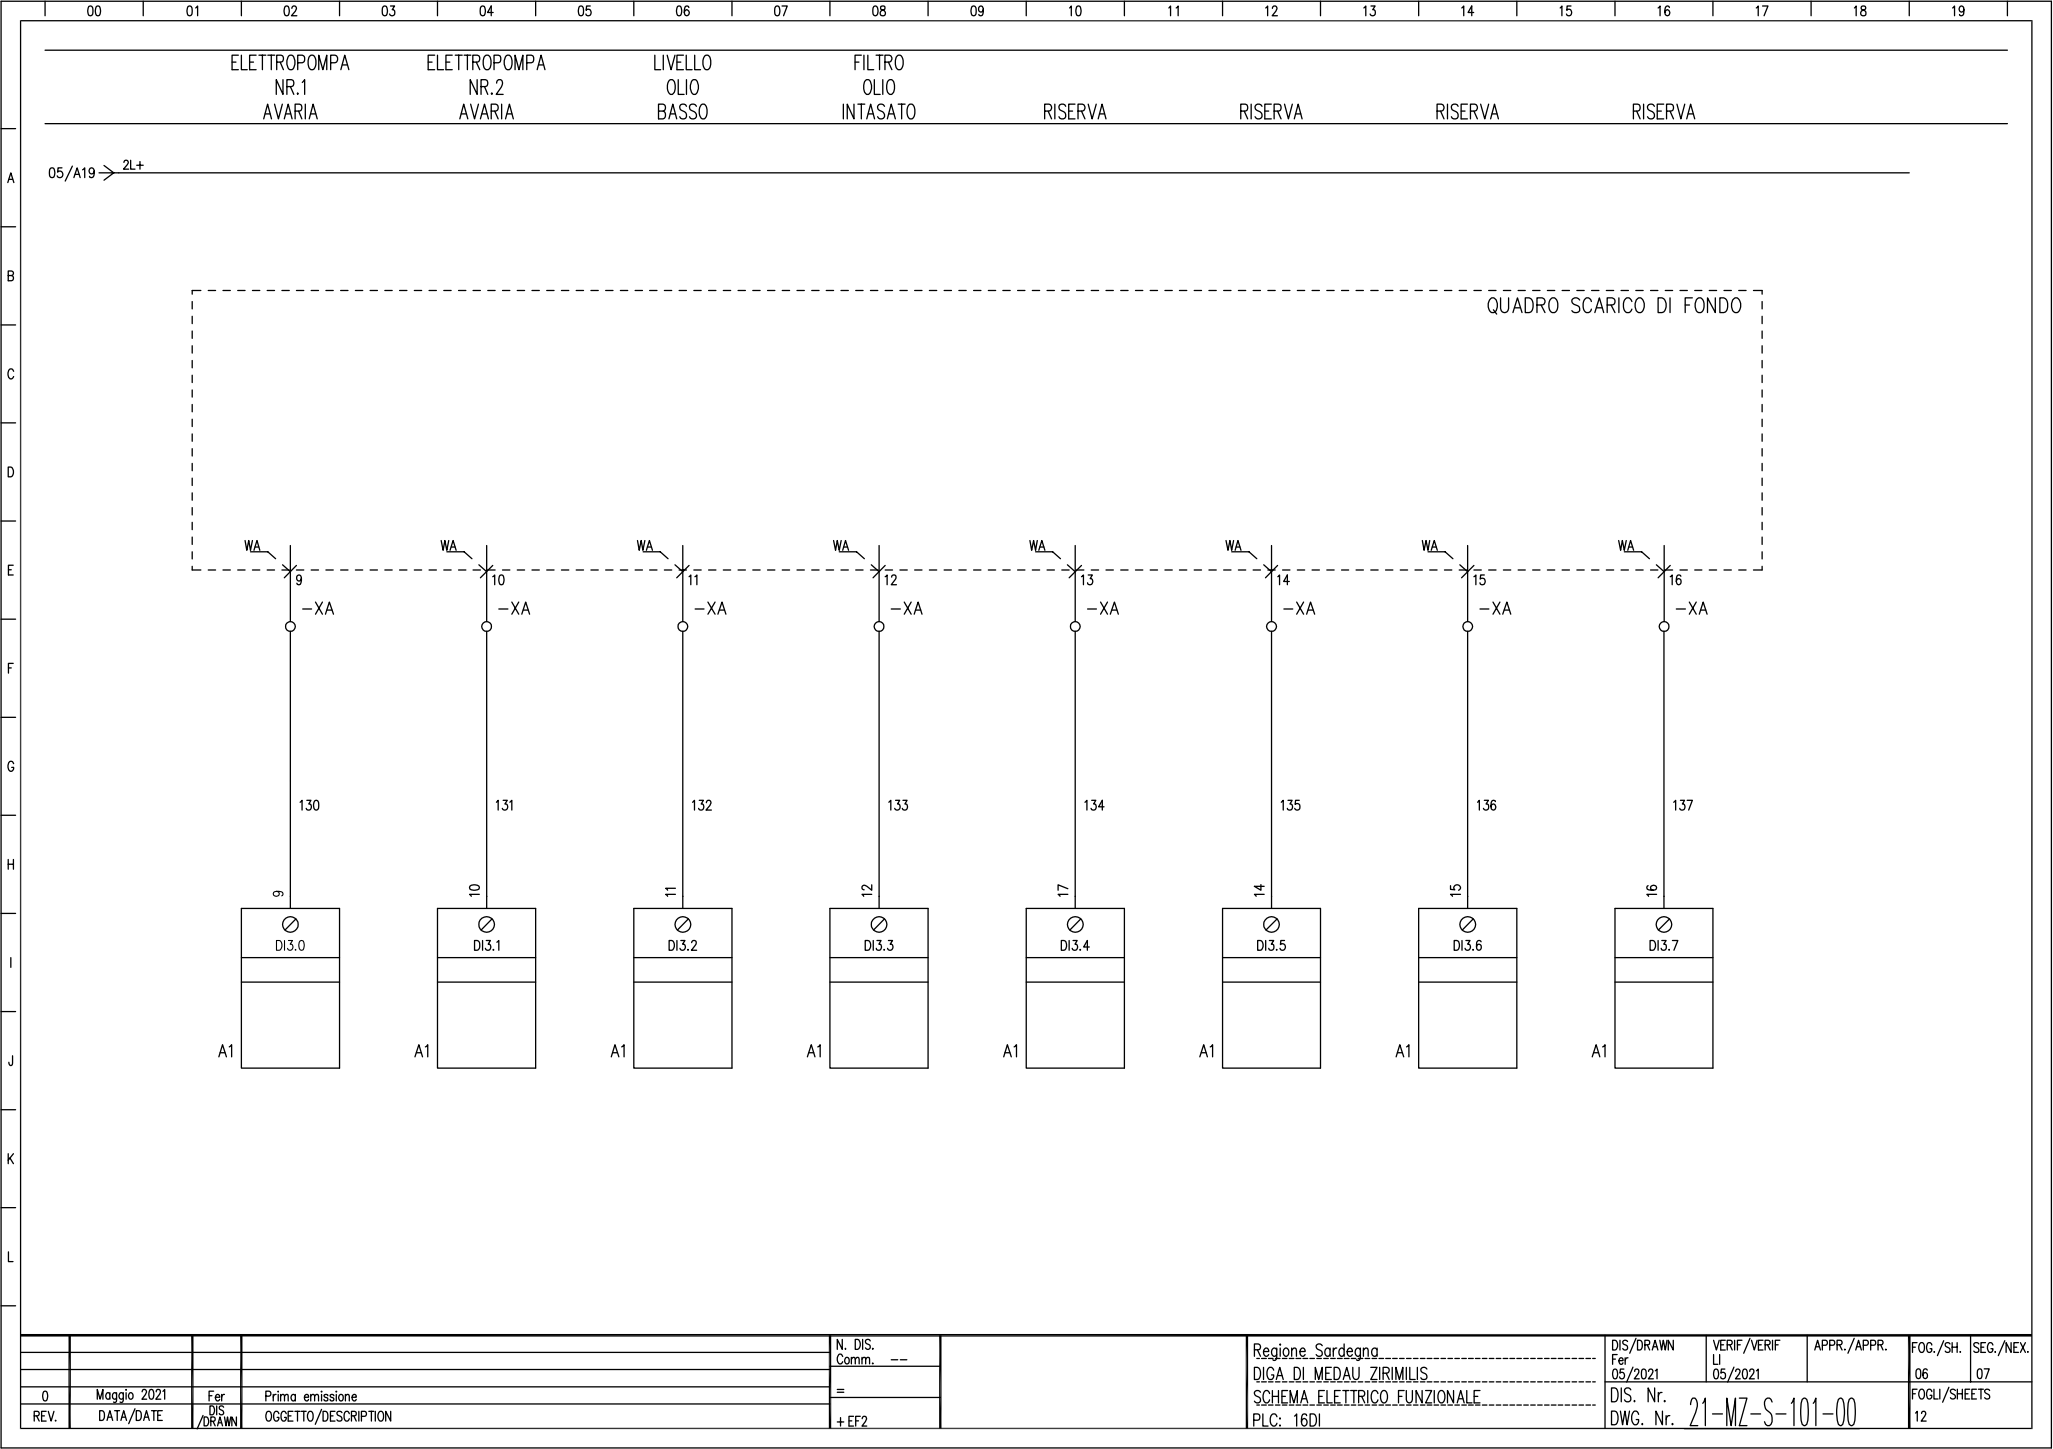 00 01 02 03 04 05 06 07 08 09 10 11 12 13 14 15 16 17 18 19
ELETTROPOMPA ELETTROPOMPA LIVELLO FILTRO
NR.1 NR.2 OLIO OLIO
AVARIA AVARIA BASSO INTASATO RISERVA RISERVA RISERVA RISERVA
05/A19 2L+
A
B
QUADRO SCARICO DI FONDO
C
D
WA WA WA WA WA WA WA WA
E
9 10 11 12 13 14 15 16
-XA -XA -XA -XA -XA -XA -XA -XA
F
G
130 131 132 133 134 135 136 137
H
9 10 11 12 17 14 15 16
DI3.0 DI3.1 DI3.2 DI3.3 DI3.4 DI3.5 DI3.6 DI3.7
I
A1 A1 A1 A1 A1 A1 A1 A1
J
K
L
0 Maggio 2021 Fer Prima emissione
REV. DATA/DATE DIS /DRAWN OGGETTO/DESCRIPTION
N. DIS.
Comm. --
=
+EF2
Regione Sardegna
DIGA DI MEDAU ZIRIMILIS
SCHEMA ELETTRICO FUNZIONALE
PLC: 16DI
DIS/DRAWN VERIF/VERIF APPR./APPR. FOG./SH. SEG./NEX.
Fer LI
05/2021 05/2021 06 07
DIS. Nr. FOGLI/SHEETS
DWG. Nr. 21-MZ-S-101-00 12